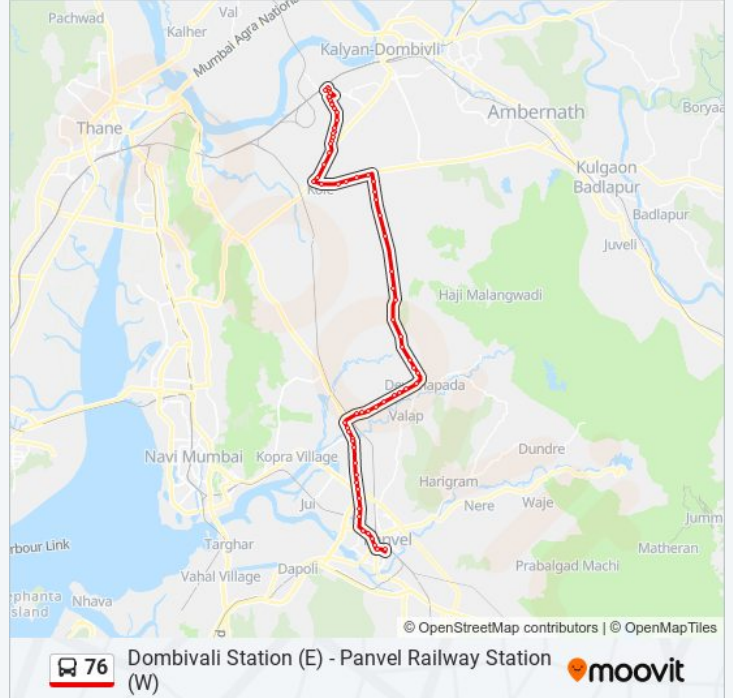 Pachwad
Val
Kalher
Mumbai Agra Nationa
Kalyan-Dombivli
Thane
Ambernath
Boryaa
Kulgaon
Badlapur
Badlapur
Juveli
Haji Malangwadi
Valap
Navi Mumbai
Kopra Village
Dundre
Harigram
Nere
Waje
Jui
Jumm
rbour Link
Targhar
Matheran
Dapoli
Vahal Village
Prabalgad Machi
ephanta
sland
Nhava
© OpenStreetMap contributors | © OpenMapTiles
76
Dombivali Station (E) - Panvel Railway Station
(W)
moovit